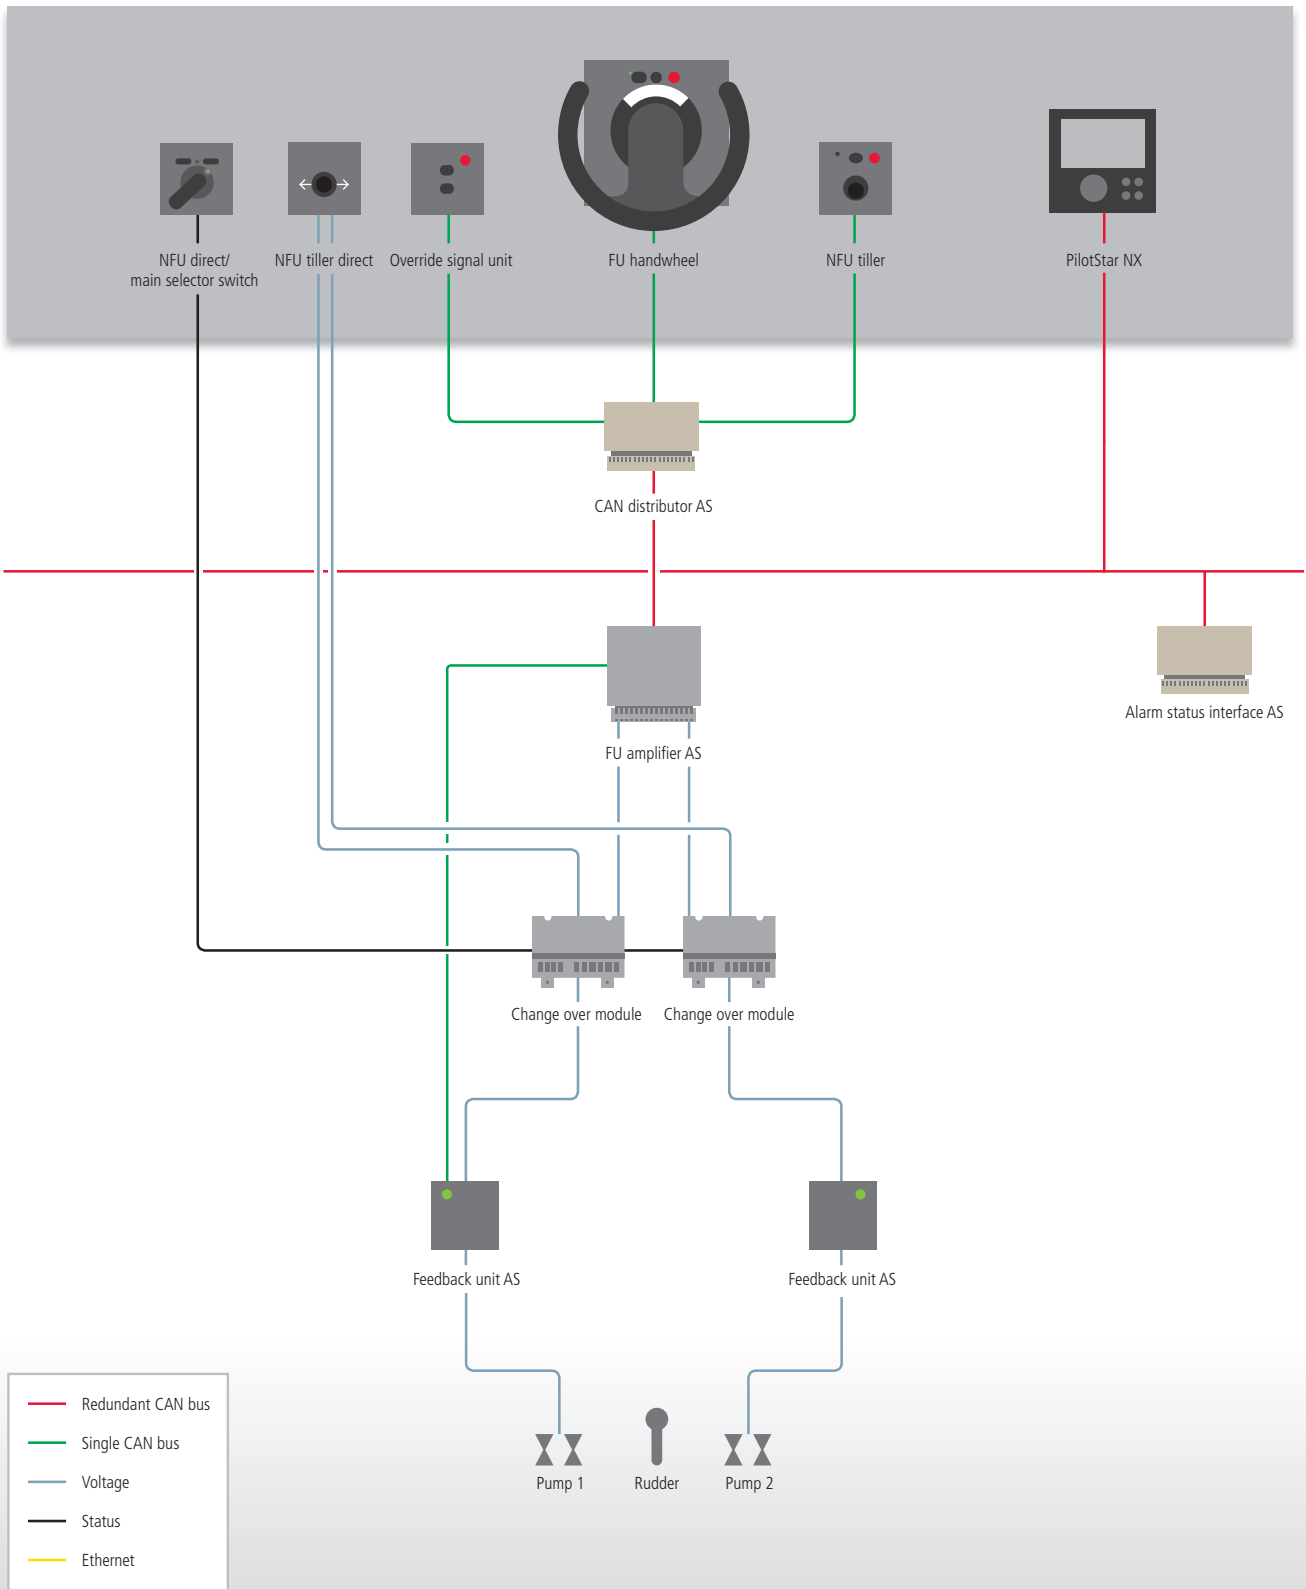 NFU direct/
main selector switch
NFU tiller direct
Override signal unit
FU handwheel
NFU tiller
PilotStar NX
CAN distributor AS
Alarm status interface AS
FU amplifier AS
Change over module
Change over module
Feedback unit AS
Feedback unit AS
Pump 1
Rudder
Pump 2
Redundant CAN bus
Single CAN bus
Voltage
Status
Ethernet